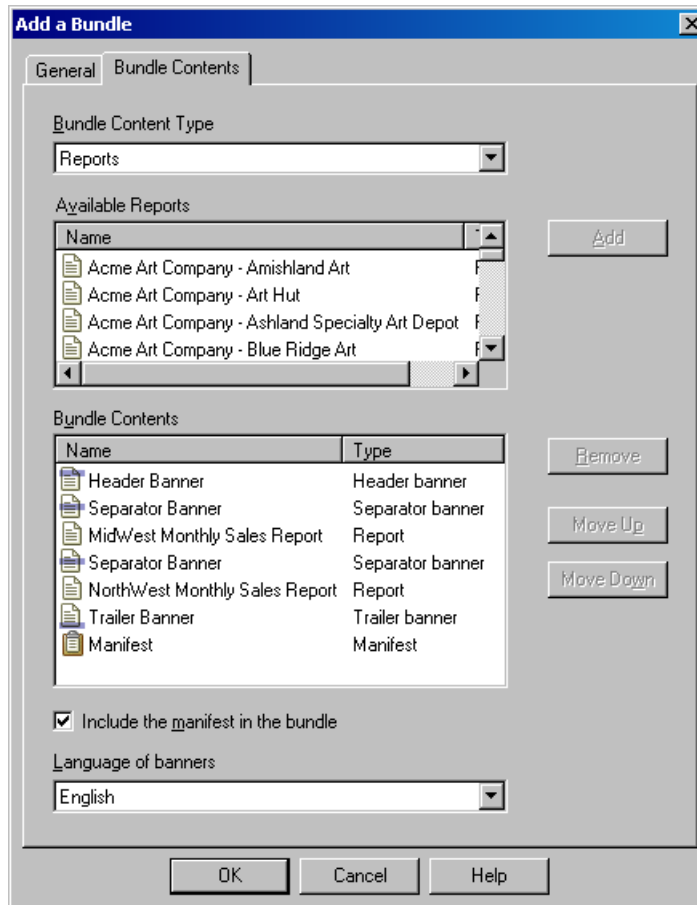 Add a Bundle
General Bundle Contents
Bundle Content Type
Reports
Available Reports
Name
Add
Acme Art Company - Amishland Art
Acme Art Company - Art Hut
Acme Art Company - Ashland Specialty Art Depot
Acme Art Company - Blue Ridge Art
Bundle Contents
Name Type
Remove
Header Banner Header banner
Separator Banner Separator banner
MidWest Monthly Sales Report Report
Move Up
Separator Banner Separator banner
NorthWest Monthly Sales Report Report
Move Down
Trailer Banner Trailer banner
Manifest Manifest
Include the manifest in the bundle
Language of banners
English
OK Cancel Help